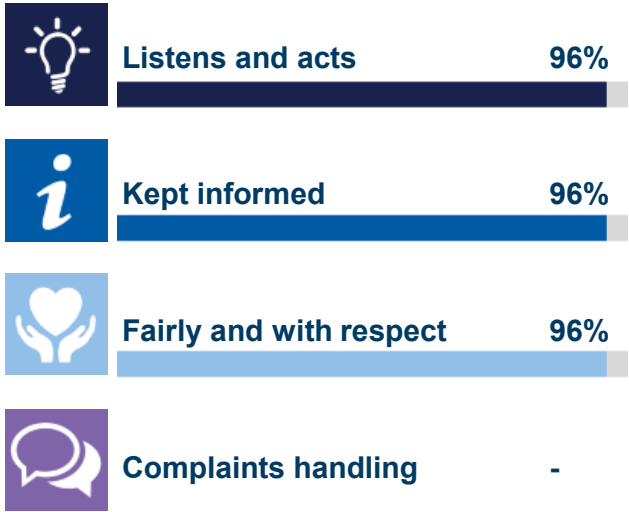 Listens and acts 96%
Kept informed 96%
Fairly and with respect 96%
Complaints handling -